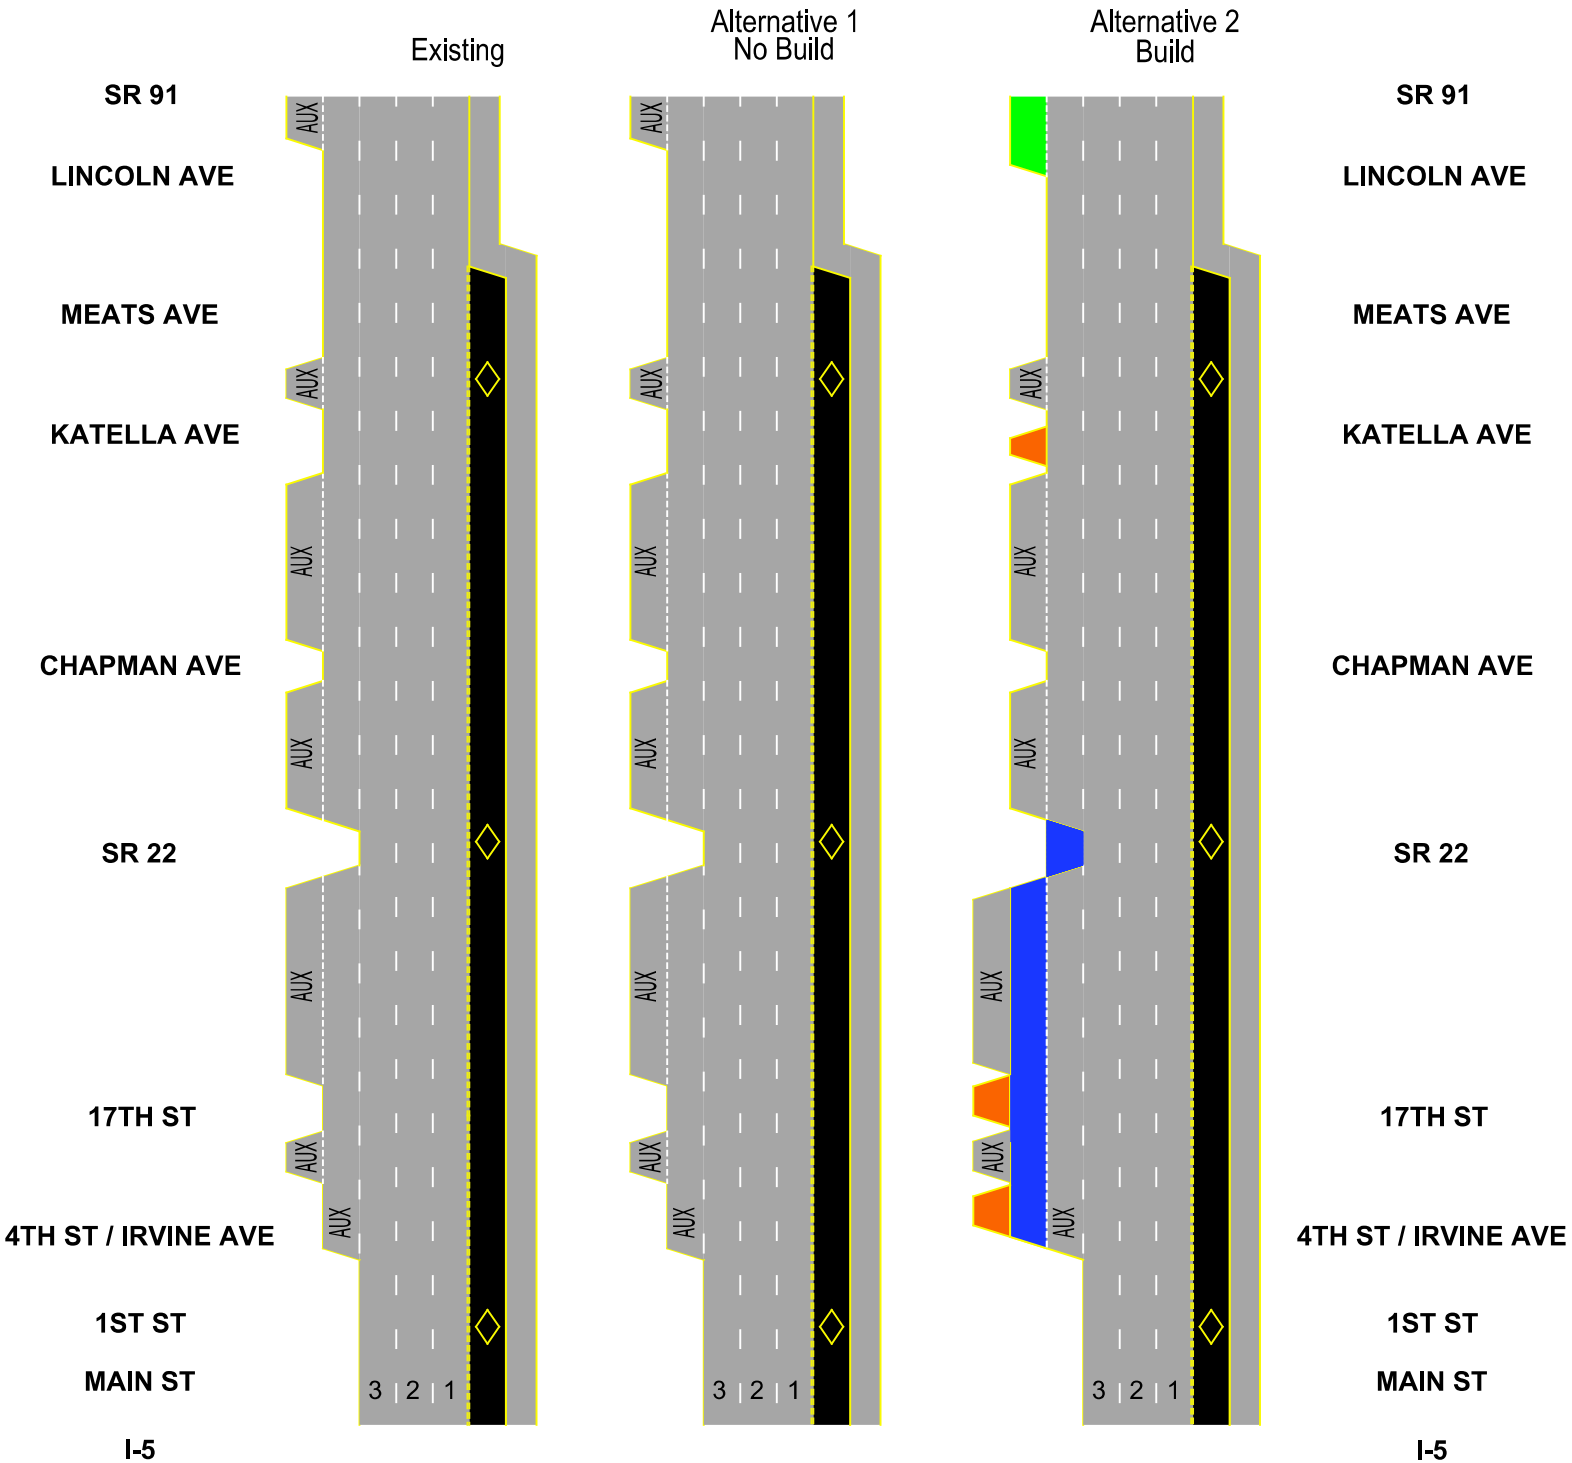 Existing
Alternative 1
No Build
Alternative 2
Build
SR 91
AUX
AUX
SR 91
LINCOLN AVE
LINCOLN AVE
MEATS AVE
MEATS AVE
AUX
AUX
AUX
KATELLA AVE
KATELLA AVE
AUX
AUX
AUX
CHAPMAN AVE
CHAPMAN AVE
AUX
AUX
AUX
SR 22
SR 22
AUX
AUX
AUX
17TH ST
17TH ST
AUX
AUX
AUX
AUX
AUX
AUX
4TH ST / IRVINE AVE
4TH ST / IRVINE AVE
1ST ST
1ST ST
MAIN ST
3 2 1
3 2 1
3 2 1
MAIN ST
I-5
I-5